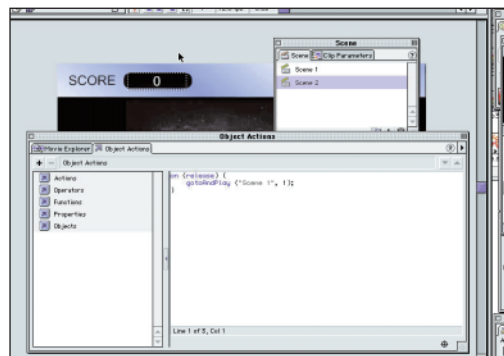 Scene
Scene Clip Parameters ?
Scene 1
Scene 2
SCORE 0
Object Actions
Movie Explorer Object Actions ?
+ - Object Actions
Actions
Operators
Functions
Properties
Objects
on (release) {
gotoAndPlay ("Scene 1", 1);
}
Line 1 of 3, Col 1